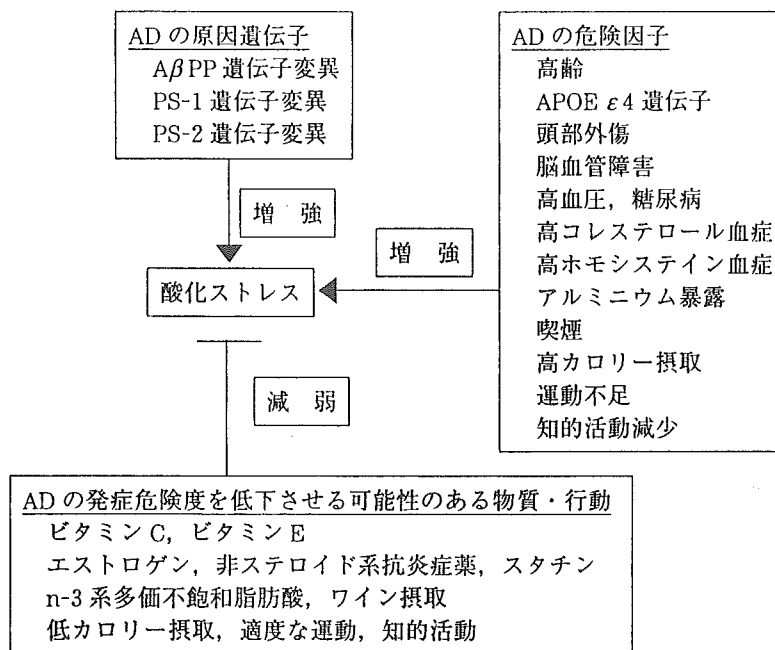 ADの原因遺伝子
AβPP遺伝子変異
PS-1遺伝子変異
PS-2遺伝子変異
増 強
酸化ストレス
減 弱
増 強
ADの危険因子
高齢
APOE ε4遺伝子
頭部外傷
脳血管障害
高血圧，糖尿病
高コレステロール血症
高ホモシステイン血症
アルミニウム暴露
喫煙
高カロリー摂取
運動不足
知的活動減少
ADの発症危険度を低下させる可能性のある物質・行動
ビタミンC，ビタミンE
エストロゲン，非ステロイド系抗炎症薬，スタチン
n-3系多価不飽和脂肪酸，ワイン摂取
低カロリー摂取，適度な運動，知的活動